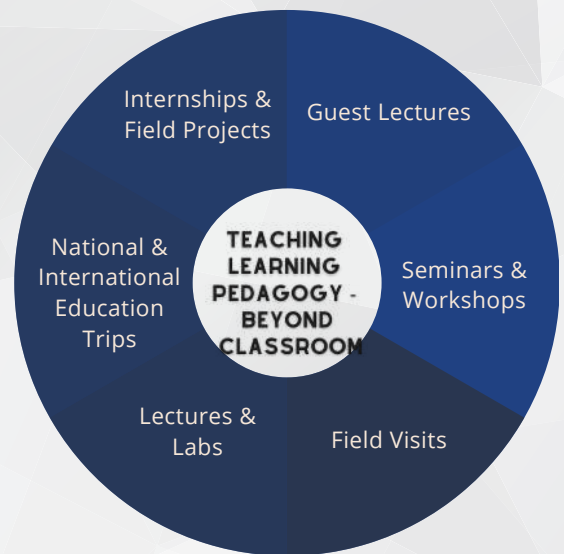 Internships &
Field Projects
Guest Lectures
National &
International
Education
Trips
TEACHING
LEARNING
PEDAGOGY -
BEYOND
CLASSROOM
Seminars &
Workshops
Lectures &
Labs
Field Visits